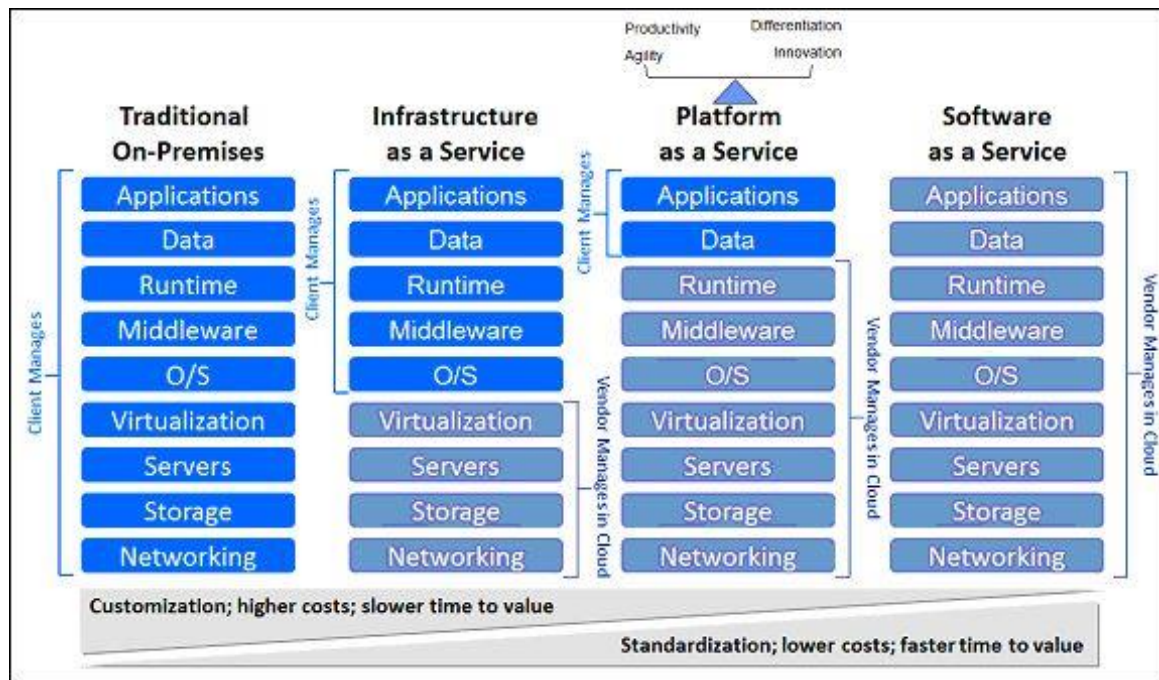 Productivity
Differentiation
Agility
Innovation
Traditional
On-Premises
Client Manages
Applications
Data
Runtime
Middleware
O/S
Virtualization
Servers
Storage
Networking
Infrastructure
as a Service
Client Manages
Applications
Data
Runtime
Middleware
O/S
Virtualization
Servers
Storage
Networking
Vendor Manages in Cloud
Platform
as a Service
Client Manages
Applications
Data
Runtime
Middleware
O/S
Virtualization
Servers
Storage
Networking
Vendor Manages in Cloud
Software
as a Service
Applications
Data
Runtime
Middleware
O/S
Virtualization
Servers
Storage
Networking
Vendor Manages in Cloud
Customization; higher costs; slower time to value
Standardization; lower costs; faster time to value